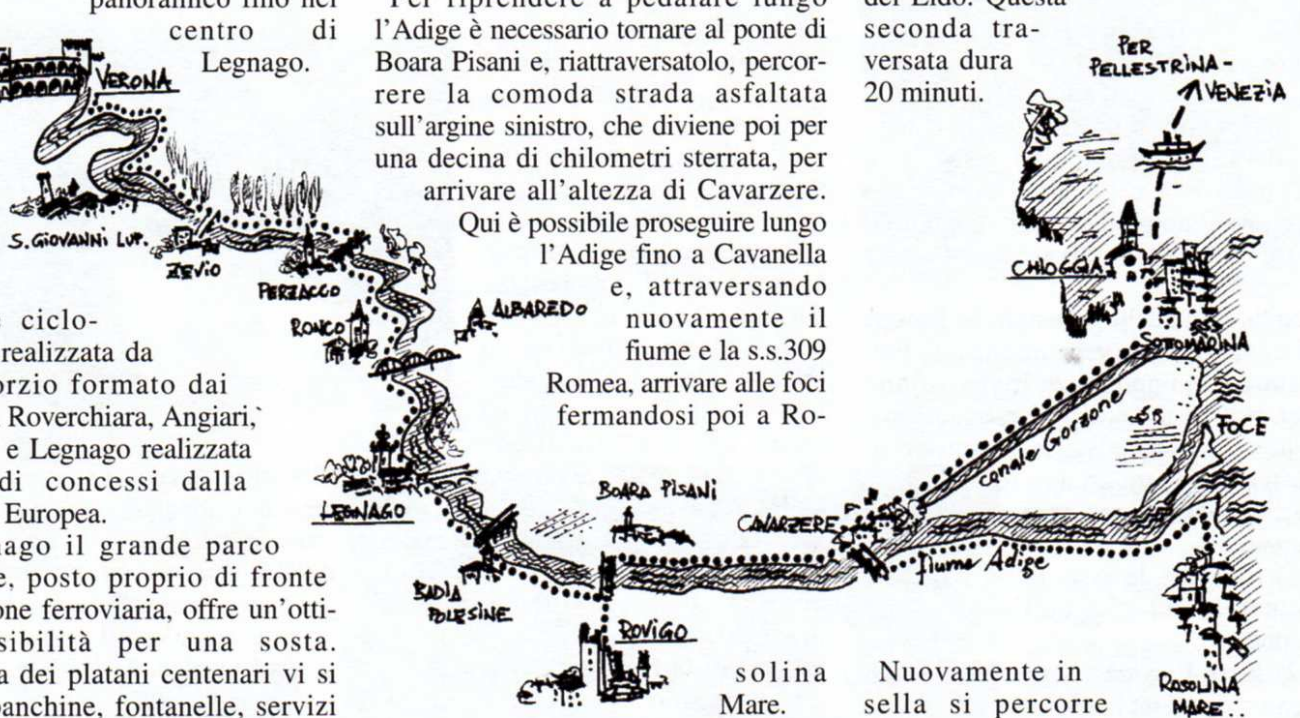 panoramico fino nel
centro di
Legnago.
ciclo-
realizzata da
orzio formato dai
Roverchiara, Angiari,
e Legnago realizzata
di concessi dalla
Europea.
nago il grande parco
e, posto proprio di fronte
one ferroviaria, offre un'otti-
sibilità per una sosta.
a dei platani centenari vi si
panchine, fontanelle, servizi
Per riprendere a pedalare lungo
l'Adige è necessario tornare al ponte di
Boara Pisani e, riattraversatolo, percor-
rere la comoda strada asfaltata
sull'argine sinistro, che diviene poi per
una decina di chilometri sterrata, per
arrivare all'altezza di Cavarzere.
Qui è possibile proseguire lungo
l'Adige fino a Cavanella
e, attraversando
nuovamente il
fiume e la s.s.309
Romea, arrivare alle foci
fermandosi poi a Ro-
solina
Mare.
del Lido. Questa
seconda tra-
versata dura
20 minuti.
Nuovamente in
sella si percorre
VERONA
S. GIOVANNI LUP.
ZEVIO
PERZACCO
RONCO
ALBAREDO
LEGNAGO
BADIA
POLESINE
BOARA PISANI
ROVIGO
CAVARZERE
canale Gorzone
fiume Adige
PER
PELLESTRINA-
VENEZIA
CHIOGGIA
SOTTOMARINA
FOCE
ROSOLINA
MARE